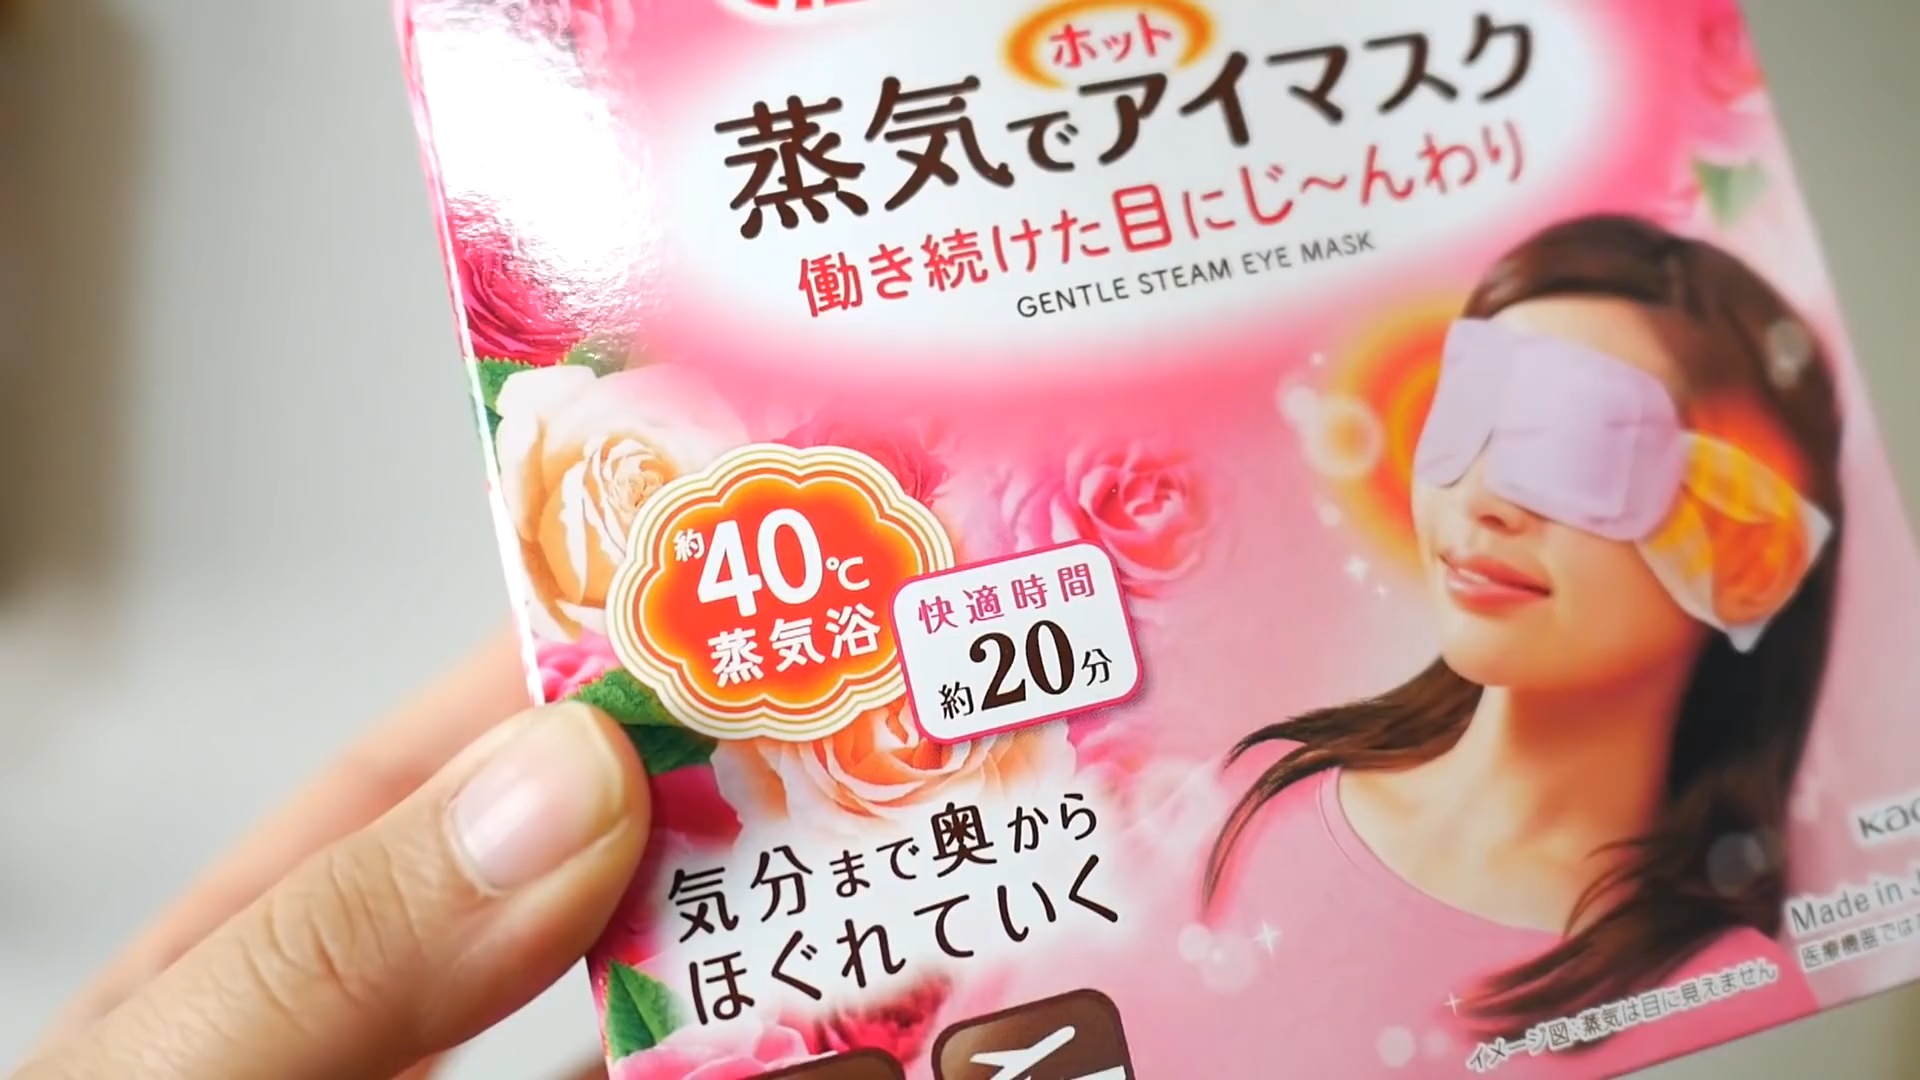 ホット
蒸気でアイマスク
働き続けた目にじ〜んわり
GENTLE STEAM EYE MASK
約40℃
蒸気浴
快適時間
約20分
気分まで奥から
ほぐれていく
Made in
医療機器では
イメージ図:蒸気は目に見えません